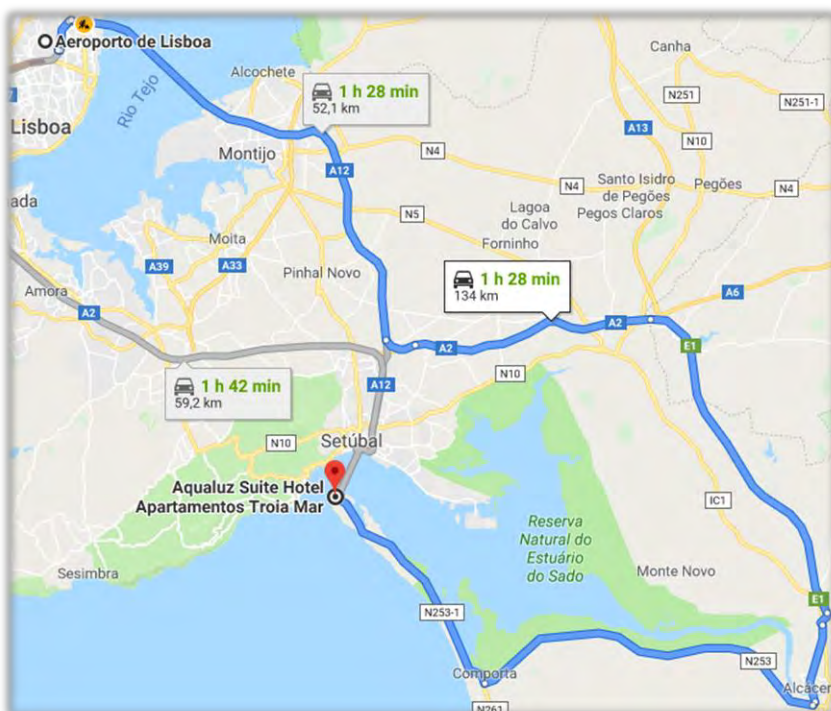 Aeroporto de Lisboa
Canha
Alcochete
N251
N251-1
Rio Tejo
1 h 28 min
52,1 km
Lisboa
A13
N10
Montijo
N4
Santo Isidro
de Pegões
Pegões
Pegos Claros
A12
N4
N4
ada
N5
Lagoa
do Calvo
Forninho
Moita
A39
A33
Pinhal Novo
1 h 28 min
134 km
Amora
A2
A6
A2
A2
E1
1 h 42 min
59,2 km
A12
N10
N10
Setúbal
Aqualuz Suite Hotel
Apartamentos Troia Mar
IC1
Reserva
Natural do
Estuário
do Sado
Sesimbra
Monte Novo
E1
N253-1
N253
Comporta
Alcácer
N261